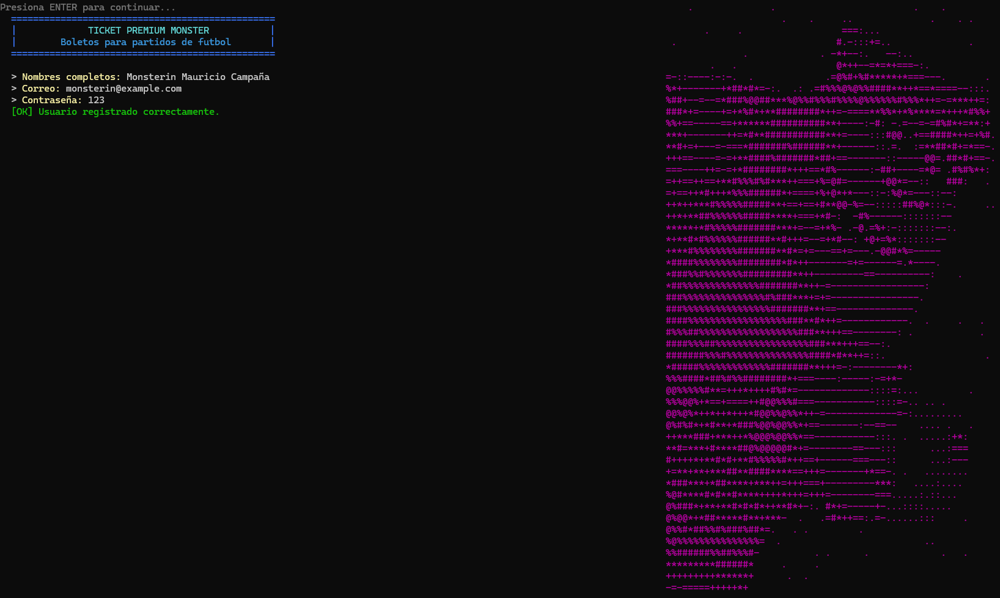 Presiona ENTER para continuar...
TICKET PREMIUM MONSTER
Boletos para partidos de futbol
> Nombres completos: Monsterin Mauricio Campaña
> Correo: monsterin@example.com
> Contraseña: 123
[OK] Usuario registrado correctamente.